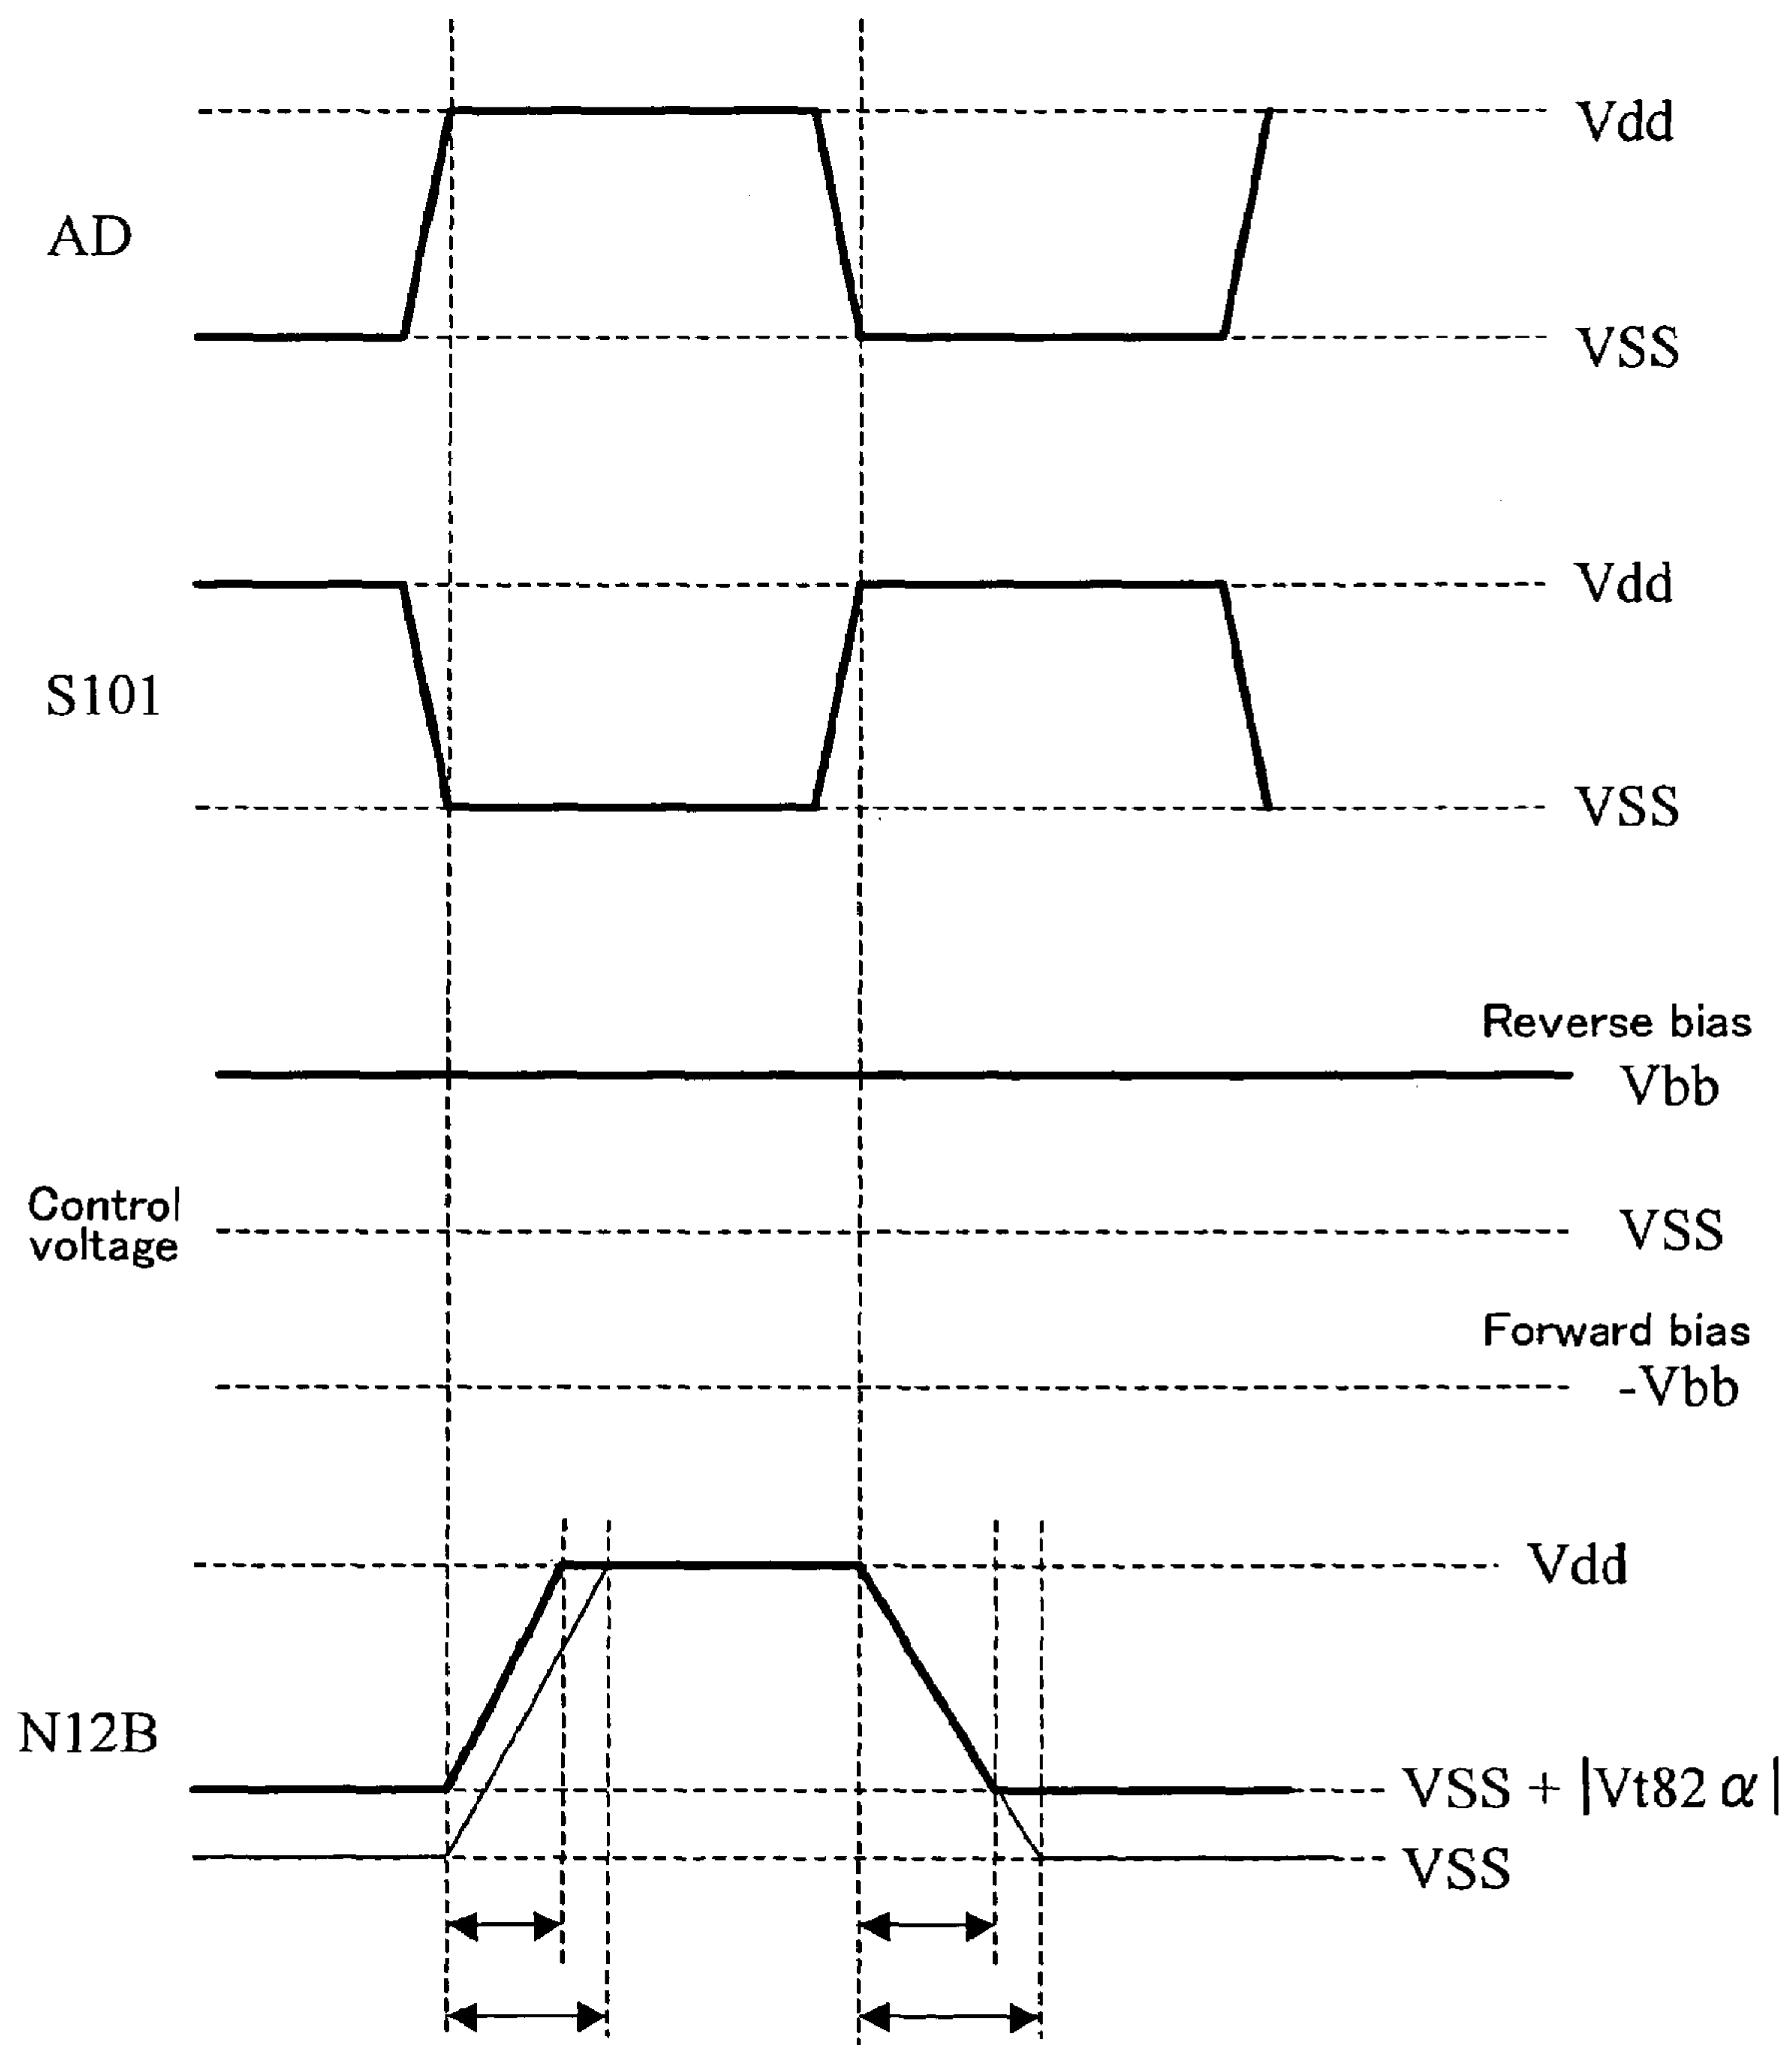 Vdd
AD
VSS
Vdd
S101
VSS
Reverse bias
Vbb
Control
voltage
VSS
Forward bias
-Vbb
Vdd
N12B
VSS + |Vt82 α|
VSS